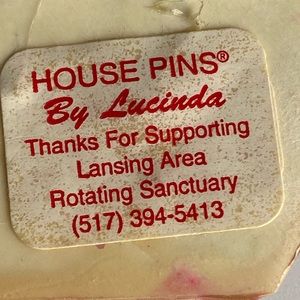 HOUSE PINS®
By Lucinda
Thanks For Supporting
Lansing Area
Rotating Sanctuary
(517) 394-5413